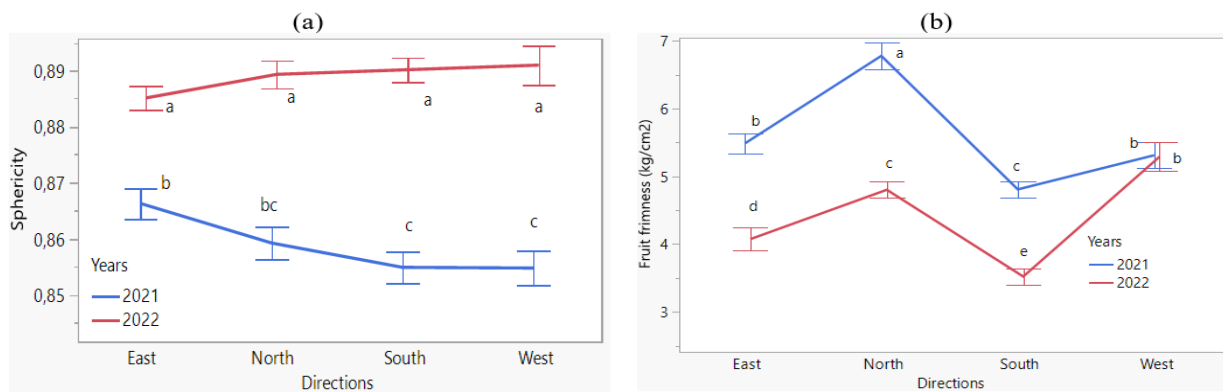 (a)
Sphericity
0,89
0,88
0,87
0,86
0,85
a
a
a
a
b
bc
c
c
Years
2021
2022
East North South West
Directions
(b)
Fruit frimness (kg/cm2)
7
6
5
4
3
a
b
c
c
b
b
d
e
Years
2021
2022
East North South West
Directions